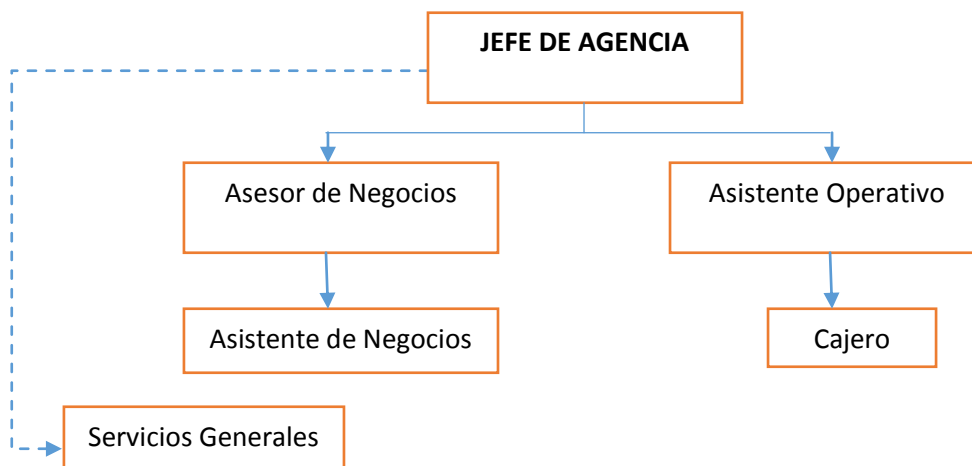 JEFE DE AGENCIA
Asesor de Negocios
Asistente Operativo
Asistente de Negocios
Cajero
Servicios Generales